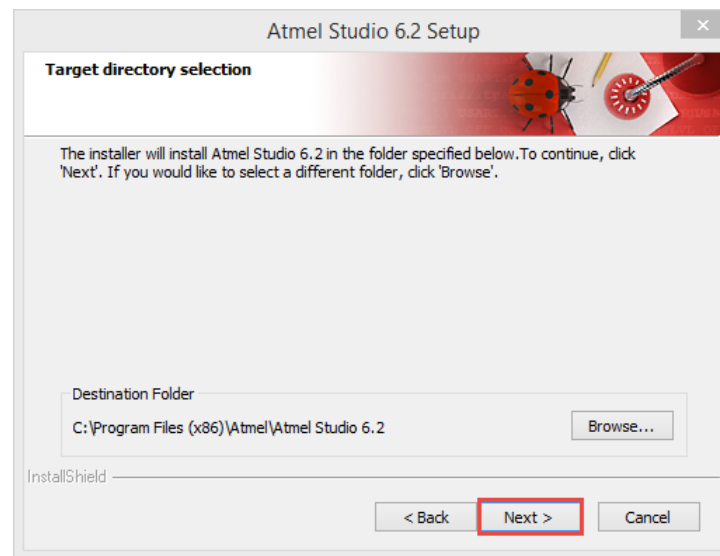 Atmel Studio 6.2 Setup
Target directory selection
The installer will install Atmel Studio 6.2 in the folder specified below.To continue, click
'Next'. If you would like to select a different folder, click 'Browse'.
Destination Folder
C:\Program Files (x86)\Atmel\Atmel Studio 6.2
Browse...
InstallShield
< Back
Next >
Cancel